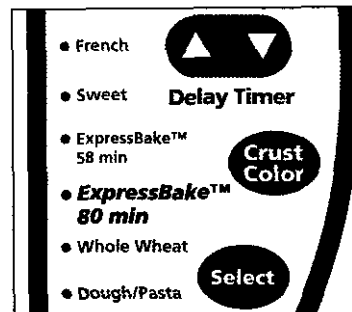 French
Sweet
Delay Timer
ExpressBake™
58 min
Crust
Color
ExpressBake™
80 min
Whole Wheat
Select
Dough/Pasta